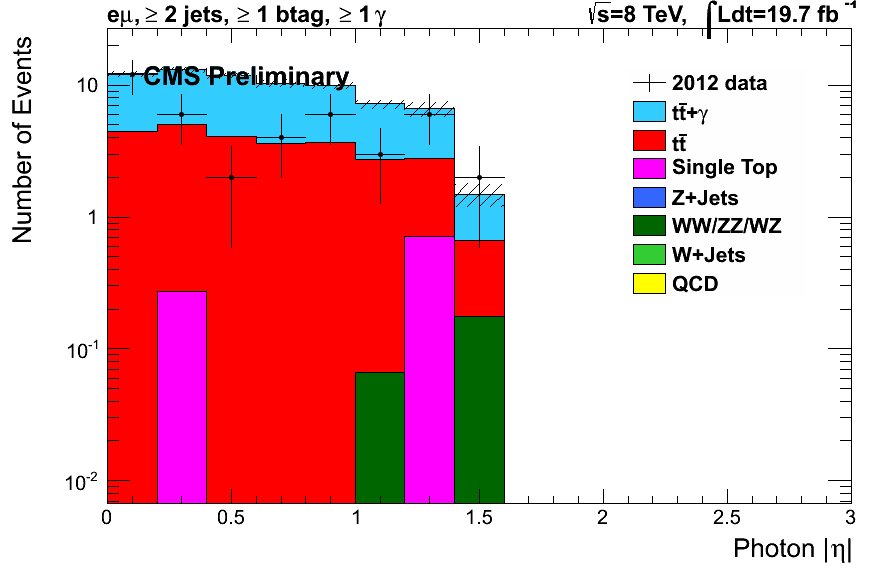 eμ, ≥ 2 jets, ≥ 1 btag, ≥ 1 γ
√s=8 TeV, ∫Ldt=19.7 fb⁻¹
CMS Preliminary
Number of Events
10
1
10⁻¹
10⁻²
2012 data
tt̄+γ
tt̄
Single Top
Z+Jets
WW/ZZ/WZ
W+Jets
QCD
0 0.5 1 1.5 2 2.5 3
Photon |η|